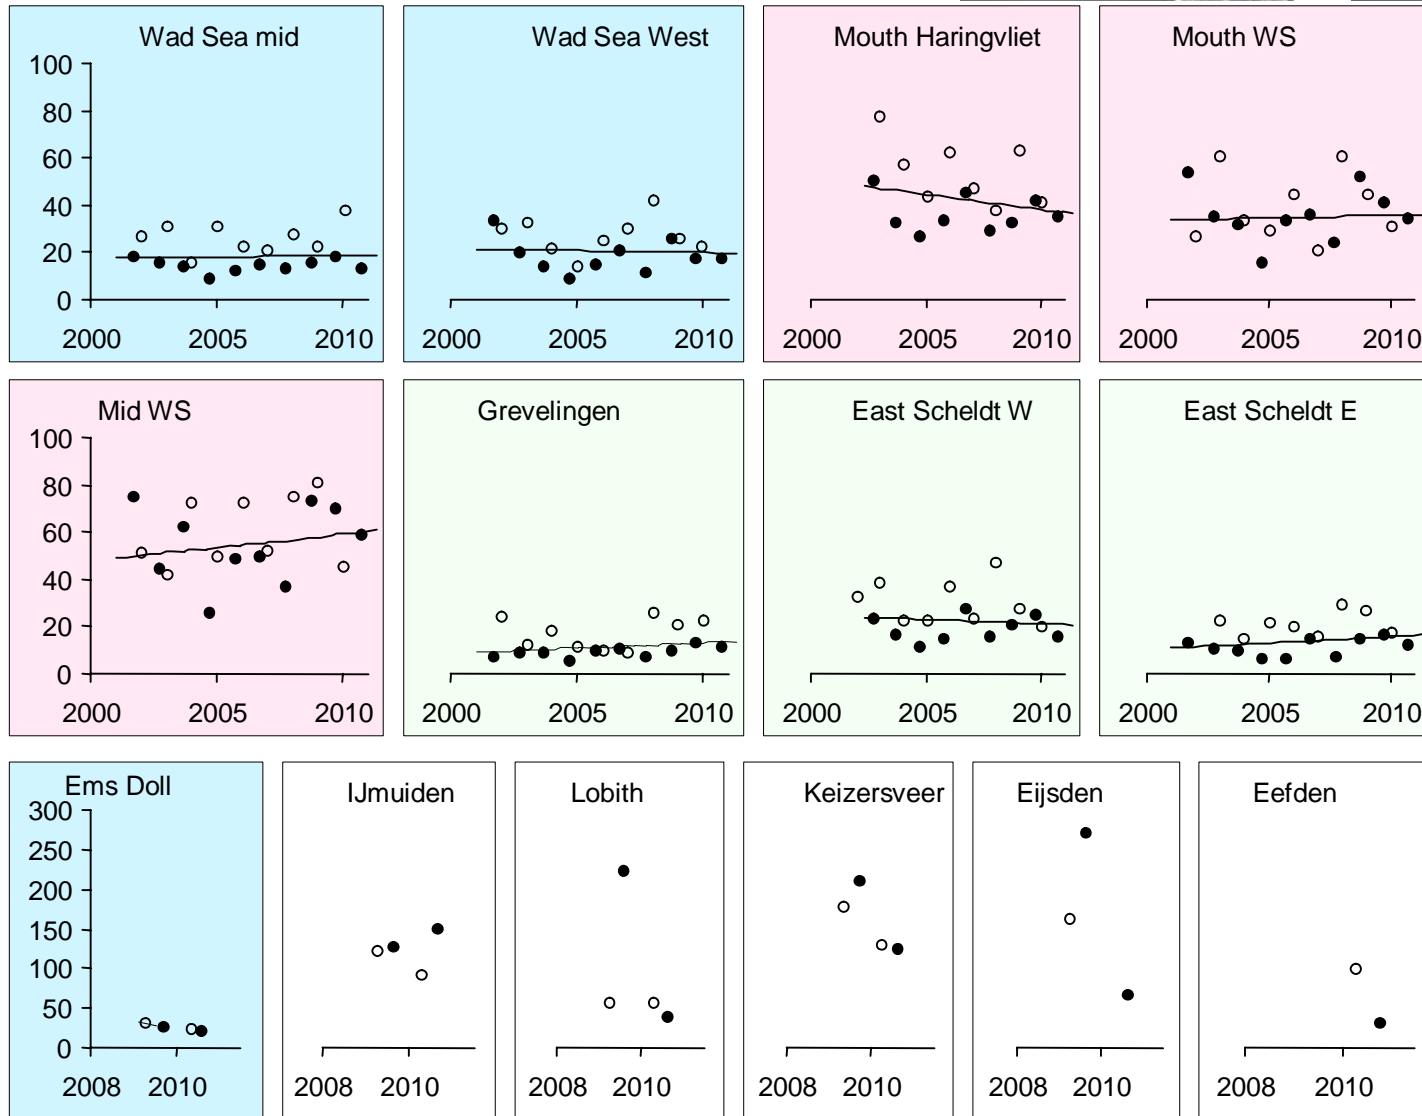 Wad Sea mid
Wad Sea West
Mouth Haringvliet
Mouth WS
100
80
60
40
20
0
2000 2005 2010
2000 2005 2010
2000 2005 2010
2000 2005 2010
Mid WS
Grevelingen
East Scheldt W
East Scheldt E
100
80
60
40
20
0
2000 2005 2010
2000 2005 2010
2000 2005 2010
2000 2005 2010
Ems Doll
IJmuiden
Lobith
Keizersveer
Eijsden
Eefden
300
250
200
150
100
50
0
2008 2010
2008 2010
2008 2010
2008 2010
2008 2010
2008 2010